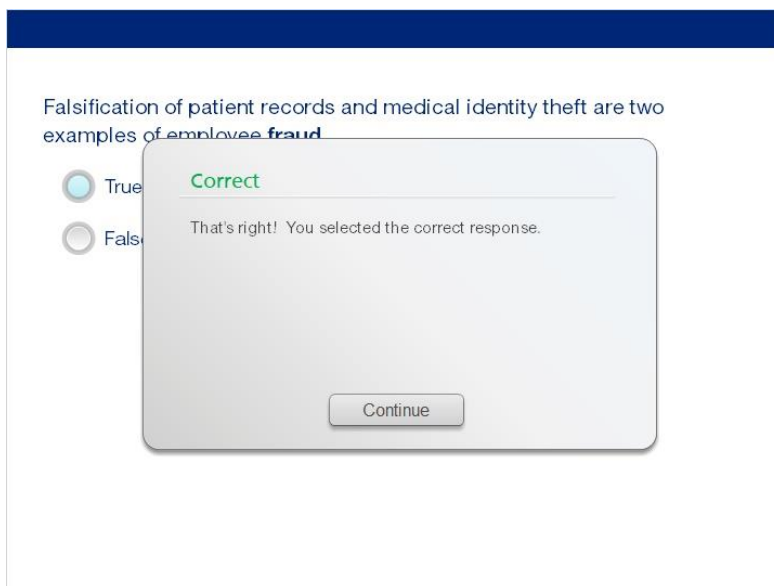 Falsification of patient records and medical identity theft are two
examples of employee fraud
True
Correct
That's right! You selected the correct response.
Continue